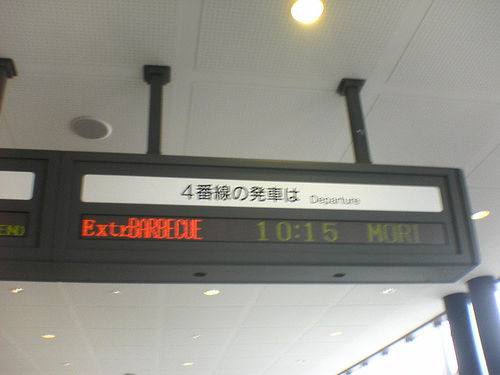 4番線の発車は Departure
ExtrBARBECUE 10:15 MORI